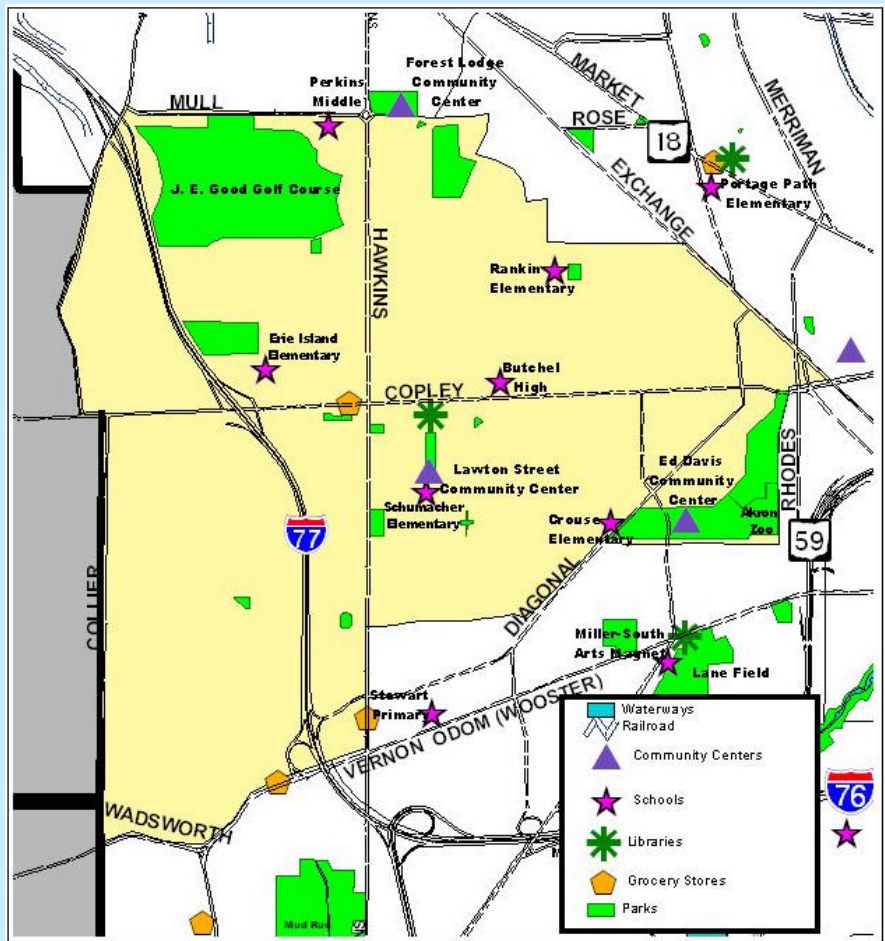 NS
Forest Lodge
Community
Center
Perkins
Middle
MULL
MARKET
ROSE
18
MERRIMAN
J. E. Good Golf Course
EXCHANGE
Portage Path
Elementary
HAWKINS
Rankin
Elementary
Erie Island
Elementary
Butchel
High
COPLEY
Lawton Street
Community Center
Schumacher
Elementary
Ed Davis
Community
Center
RHODES
Akron
Zoo
Crouse
Elementary
77
59
COLLIER
DIAGONAL
Miller-South
Arts Magnet
Lane Field
Stewart
Primary
VERNON ODOM (WOOSTER)
WADSWORTH
76
Waterways
Railroad
Community Centers
Schools
Libraries
Grocery Stores
Parks
Mud Run
NS